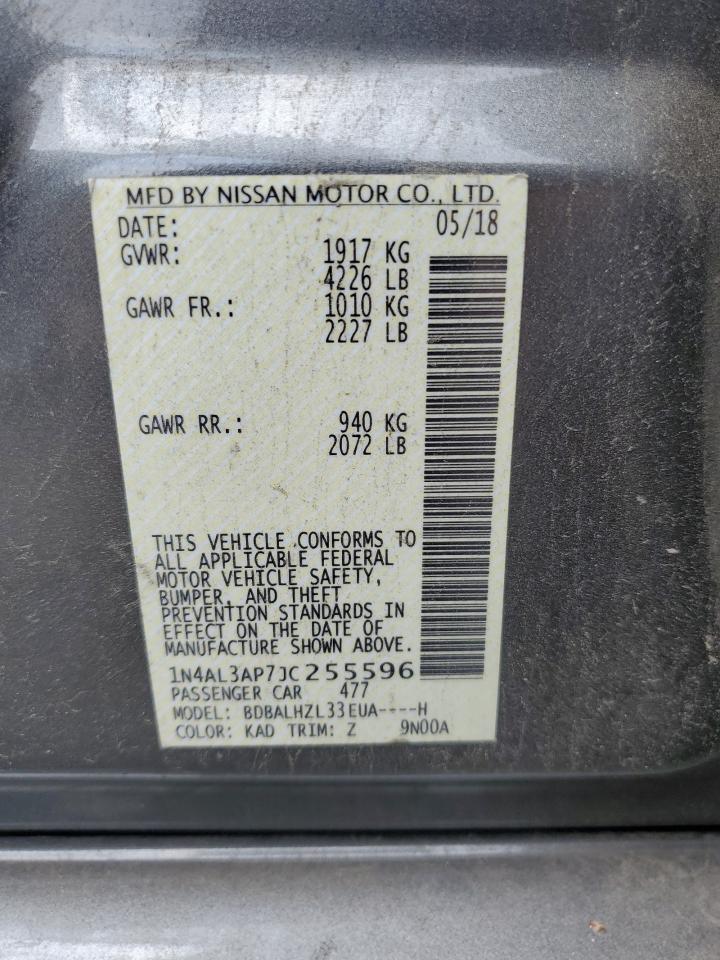 MFD BY NISSAN MOTOR CO., LTD.
DATE: 05/18
GVWR: 1917 KG
4226 LB
GAWR FR.: 1010 KG
2227 LB
GAWR RR.: 940 KG
2072 LB
THIS VEHICLE CONFORMS TO
ALL APPLICABLE FEDERAL
MOTOR VEHICLE SAFETY,
BUMPER, AND THEFT
PREVENTION STANDARDS IN
EFFECT ON THE DATE OF
MANUFACTURE SHOWN ABOVE.
1N4AL3AP7JC255596
PASSENGER CAR 477
MODEL: BDBALHZL33EUA----H
COLOR: KAD TRIM: Z 9N00A